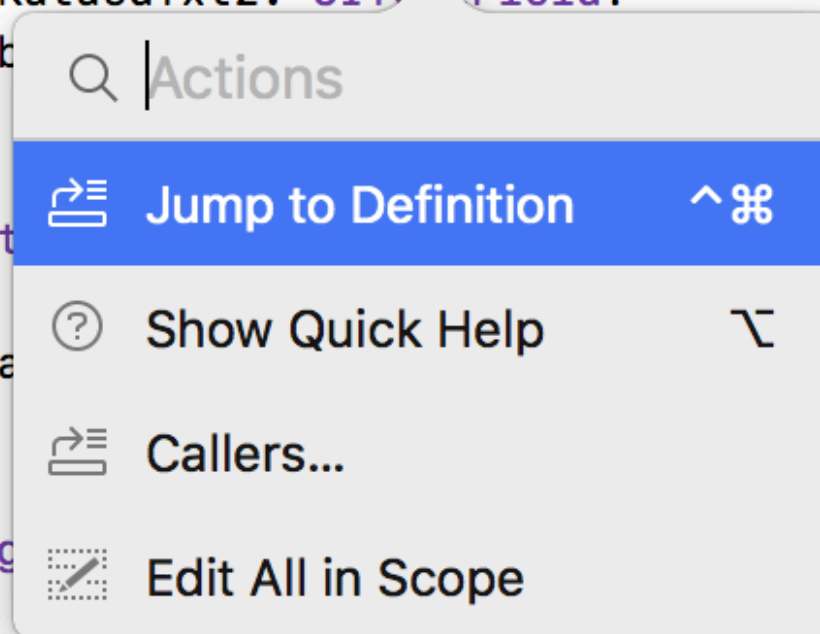 Actions
Jump to Definition ^⌘
Show Quick Help ⌥
Callers...
Edit All in Scope